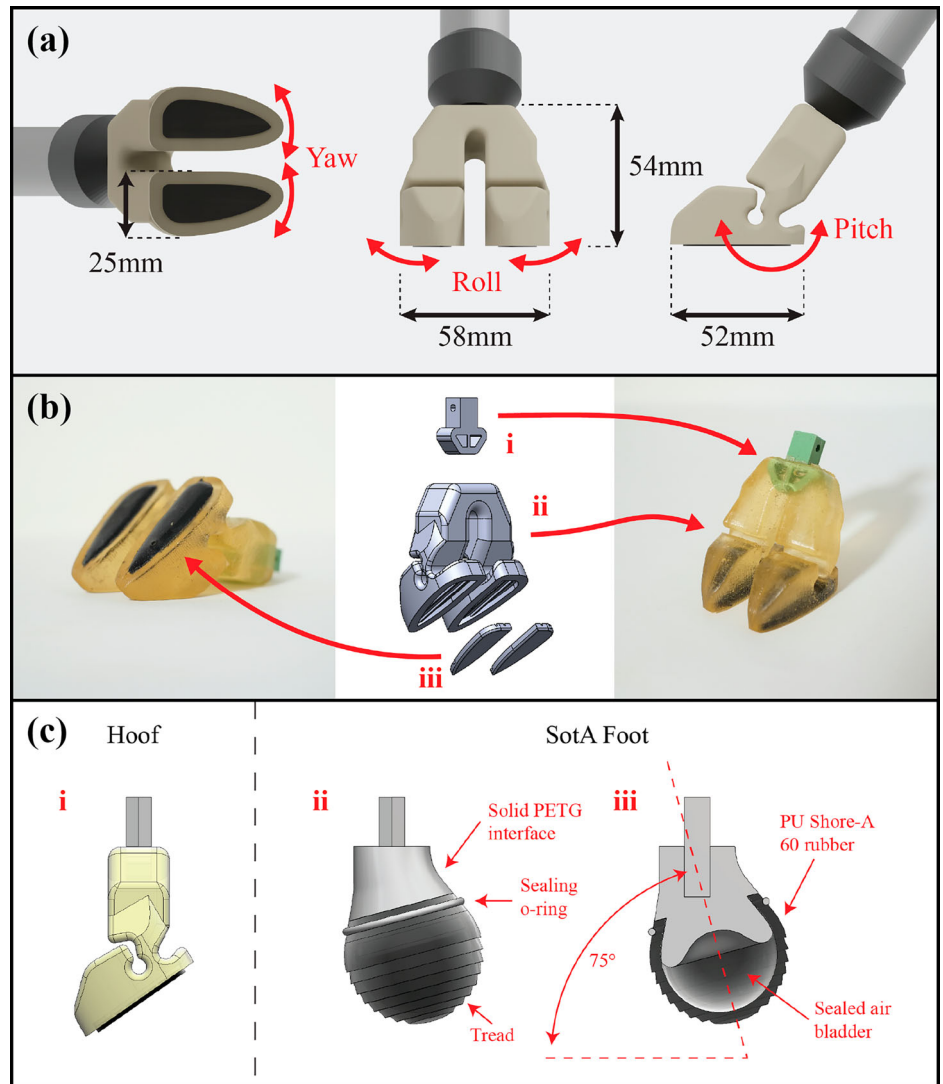 (a)
Yaw
25mm
Roll
58mm
54mm
Pitch
52mm
(b)
i
ii
iii
(c)
Hoof
i
SotA Foot
ii
Solid PETG
interface
Sealing
o-ring
Tread
iii
PU Shore-A
60 rubber
75°
Sealed air
bladder